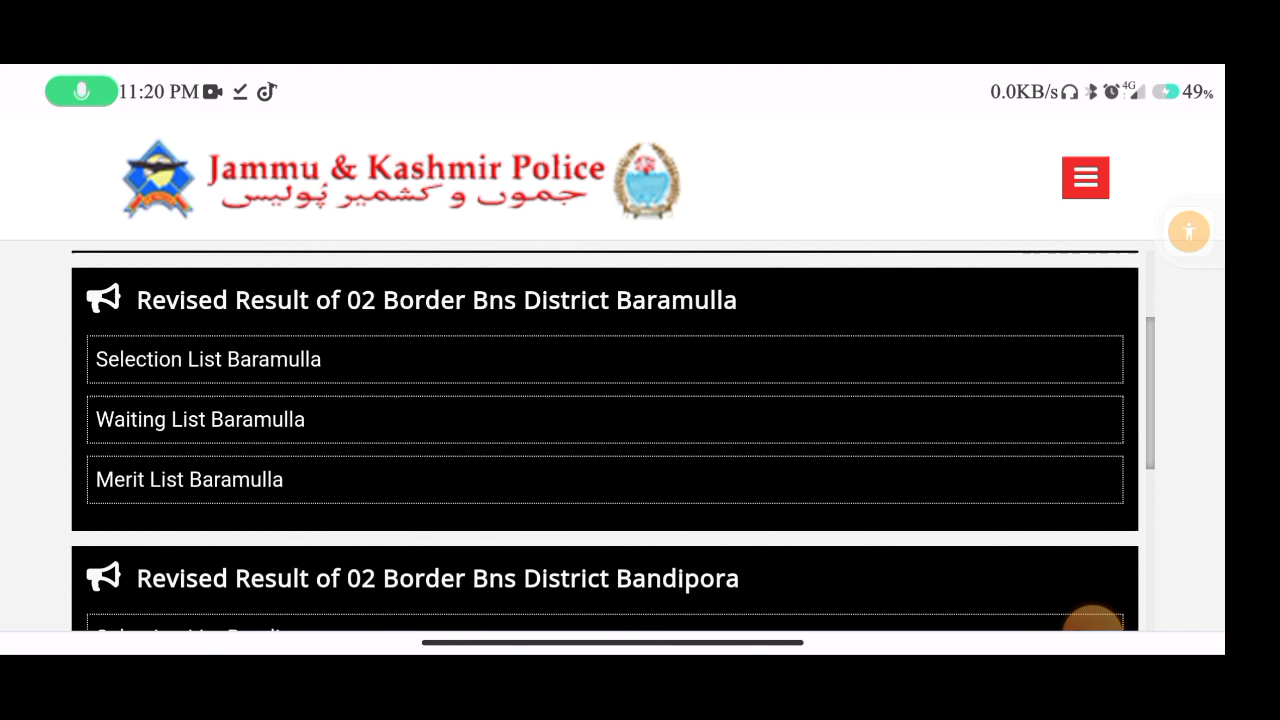 11:20 PM
0.0KB/s 4G 49%
Jammu & Kashmir Police
جموں و کشمیر پُولیس
Revised Result of 02 Border Bns District Baramulla
Selection List Baramulla
Waiting List Baramulla
Merit List Baramulla
Revised Result of 02 Border Bns District Bandipora